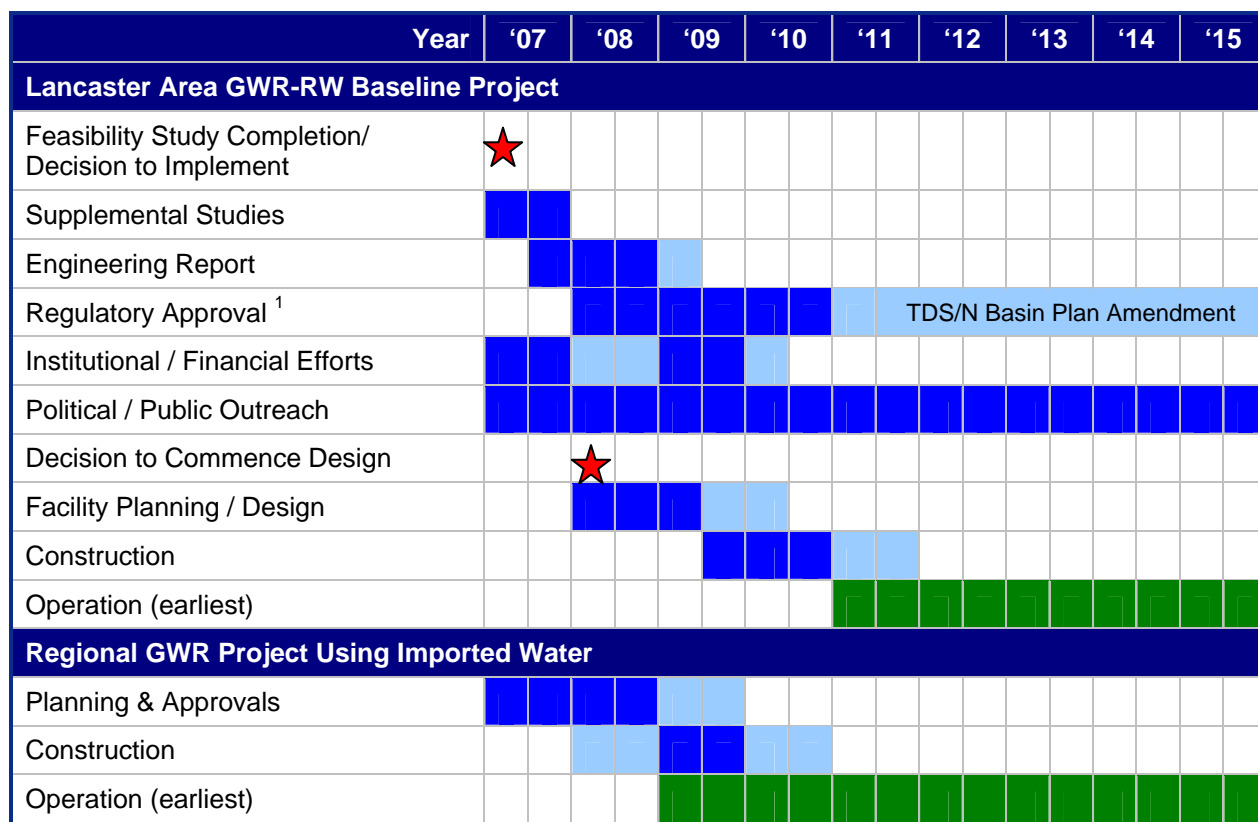 Year ‘07 ‘08 ‘09 ‘10 ‘11 ‘12 ‘13 ‘14 ‘15
Lancaster Area GWR-RW Baseline Project
Feasibility Study Completion/
Decision to Implement
Supplemental Studies
Engineering Report
Regulatory Approval 1 TDS/N Basin Plan Amendment
Institutional / Financial Efforts
Political / Public Outreach
Decision to Commence Design
Facility Planning / Design
Construction
Operation (earliest)
Regional GWR Project Using Imported Water
Planning & Approvals
Construction
Operation (earliest)